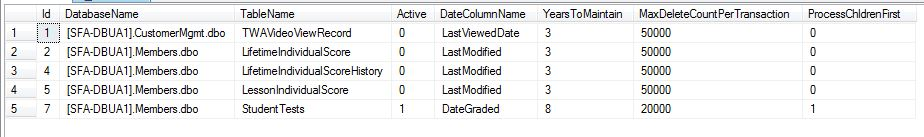 Id DatabaseName TableName Active DateColumnName YearsToMaintain MaxDeleteCountPerTransaction ProcessChldrenFirst
1 1 [SFA-DBUA1].CustomerMgmt.dbo TWAVideoViewRecord 0 LastViewedDate 3 50000 0
2 2 [SFA-DBUA1].Members.dbo LifetimeIndividualScore 0 LastModified 3 50000 0
3 4 [SFA-DBUA1].Members.dbo LifetimeIndividualScoreHistory 0 LastModified 3 50000 0
4 5 [SFA-DBUA1].Members.dbo LessonIndividualScore 0 LastModified 3 50000 0
5 7 [SFA-DBUA1].Members.dbo StudentTests 1 DateGraded 8 20000 1